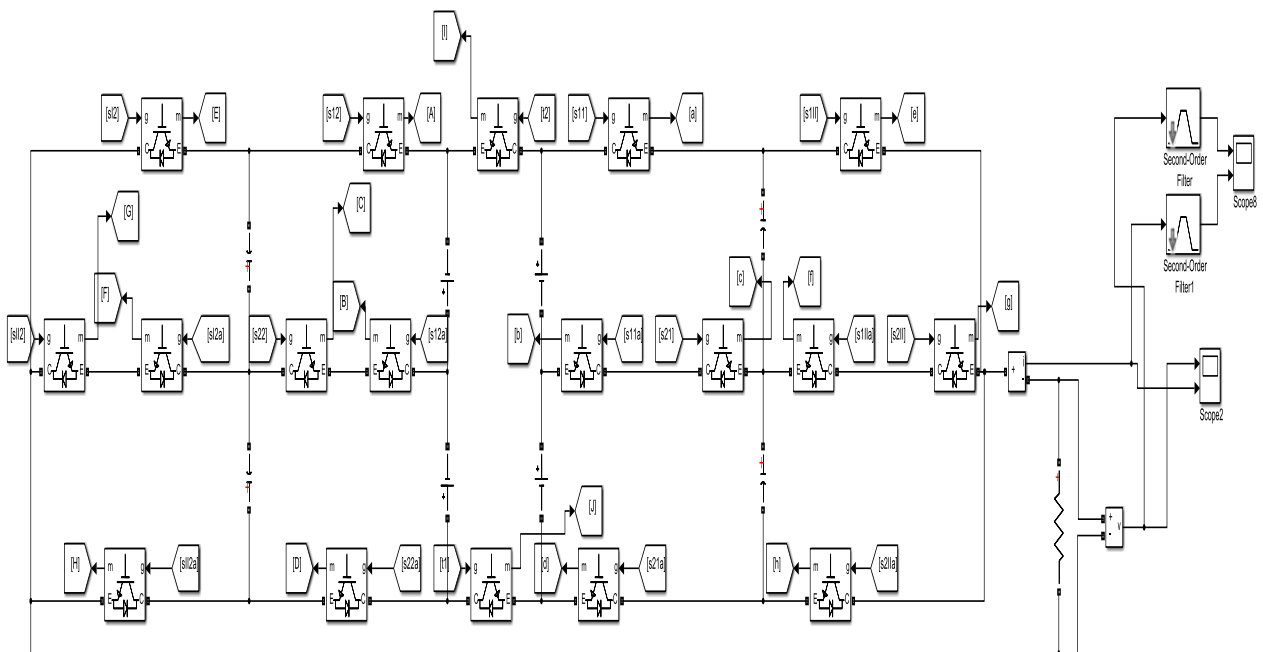 [I]
[sI2]
[E]
[s12]
[A]
[t2]
[s11]
[a]
[s1II]
[e]
g m
g m
m g
g m
g m
C E
C E
E C
C E
C E
Second-Order
Filter
Scope8
[G]
[C]
Second-Order
Filter1
[F]
[B]
[c]
[f]
[g]
[sII2]
[sI2a]
[s22]
[s12a]
[b]
[s11a]
[s21]
[s1IIa]
[s2II]
g m
m g
g m
m g
m g
g m
m g
g m
C E
E C
C E
E C
E C
C E
E C
C E
+ i
-
Scope2
[J]
+ v
-
[H]
[sII2a]
[D]
[s22a]
[t1]
[d]
[s21a]
[h]
[s2IIa]
m g
m g
g m
m g
m g
E C
E C
C E
E C
E C